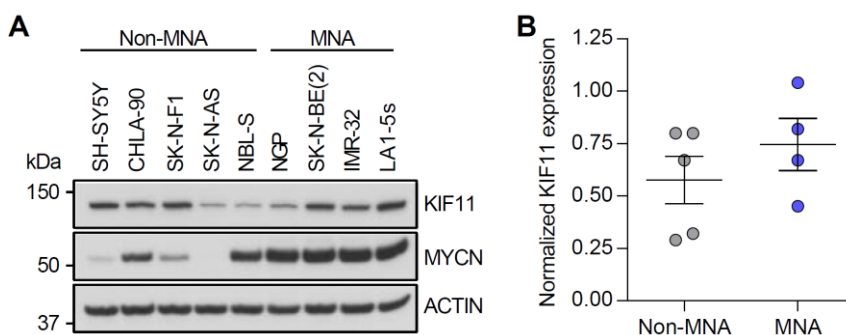 A
Non-MNA MNA
SH-SY5Y
CHLA-90
SK-N-F1
SK-N-AS
NBL-S
NGP
SK-N-BE(2)
IMR-32
LA1-5s
kDa
150
KIF11
50
MYCN
37
ACTIN
B
Normalized KIF11 expression
1.25
1.00
0.75
0.50
0.25
0.00
Non-MNA MNA